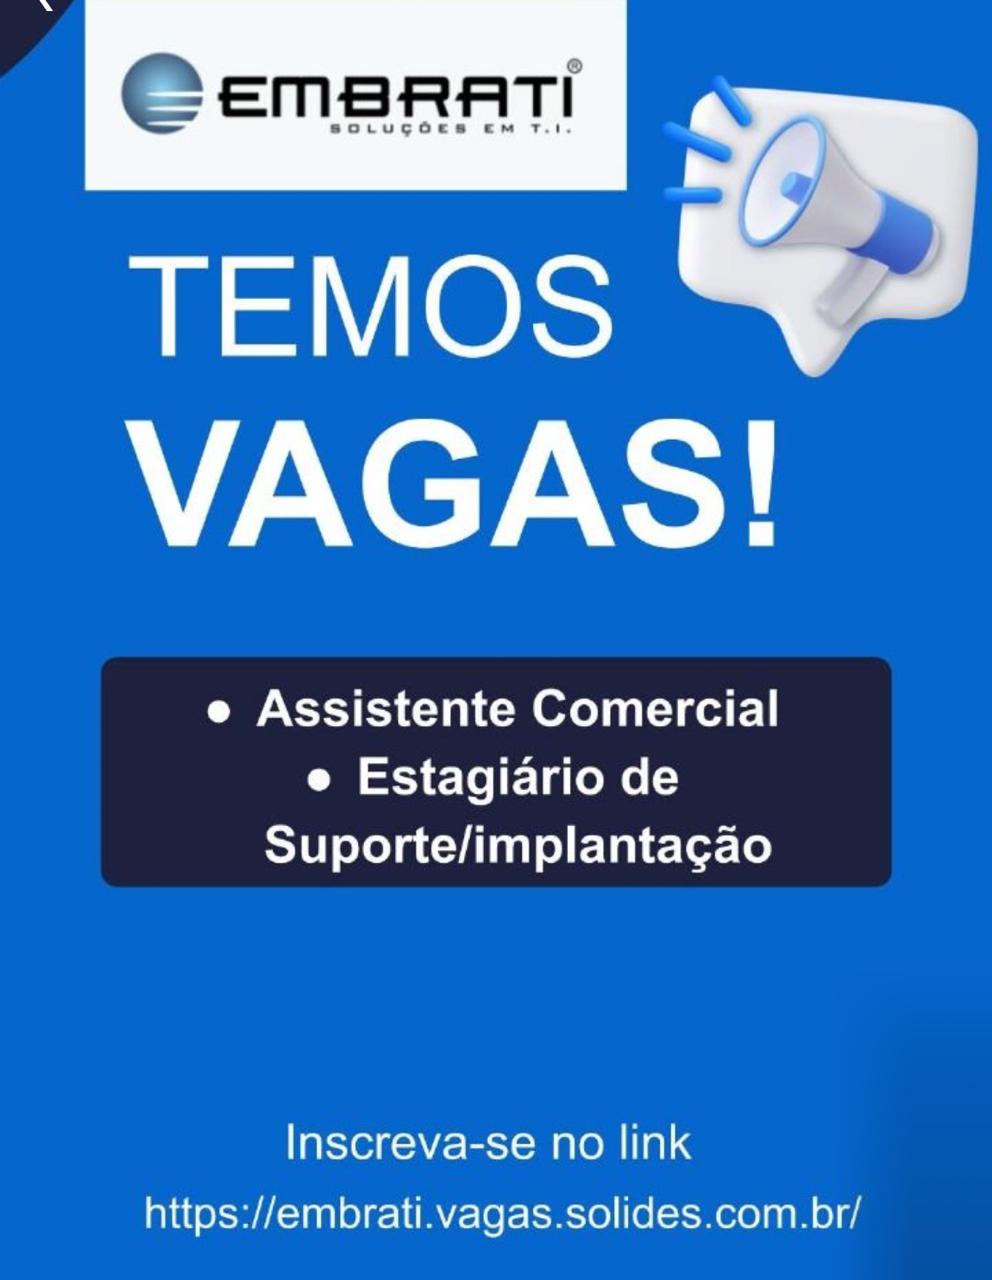 EMBRATI®
SOLUÇÕES EM T.I.
TEMOS
VAGAS!
● Assistente Comercial
● Estagiário de
Suporte/implantação
Inscreva-se no link
https://embrati.vagas.solides.com.br/